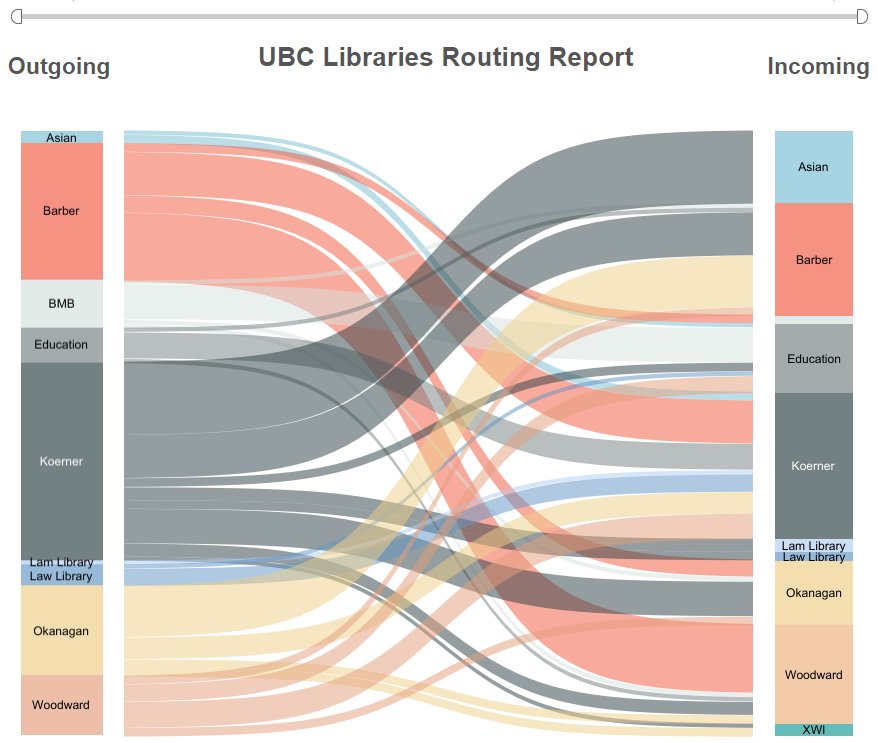 UBC Libraries Routing Report
Outgoing
Incoming
Asian
Barber
BMB
Education
Koerner
Lam Library
Law Library
Okanagan
Woodward
Asian
Barber
Education
Koerner
Lam Library
Law Library
Okanagan
Woodward
XWI